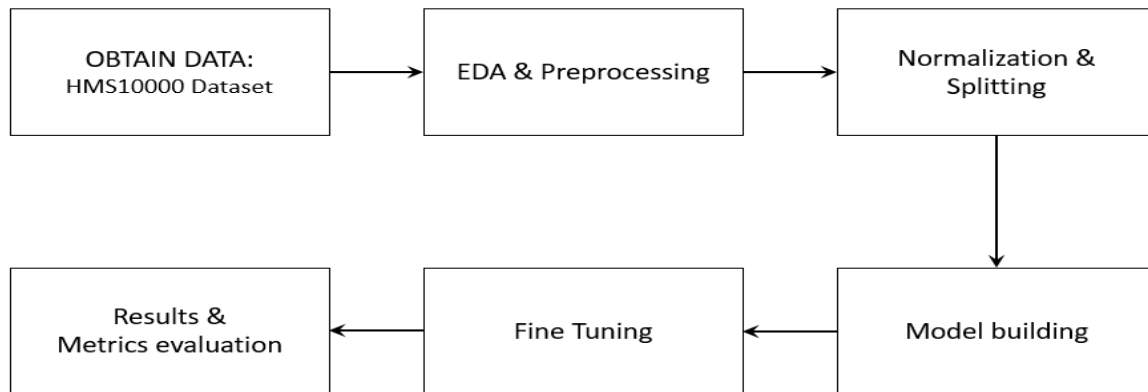 OBTAIN DATA:
HMS10000 Dataset
EDA & Preprocessing
Normalization &
Splitting
Model building
Fine Tuning
Results &
Metrics evaluation